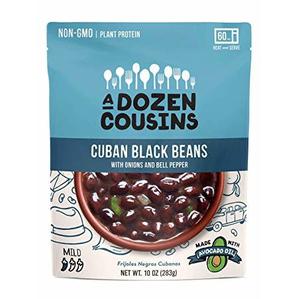 NON-GMO | PLANT PROTEIN
60
HEAT AND SERVE
A DOZEN
COUSINS
CUBAN BLACK BEANS
WITH ONIONS AND BELL PEPPER
MILD
MADE WITH
AVOCADO OIL
Frijoles Negros Cubanos
NET WT. 10 OZ (283g)